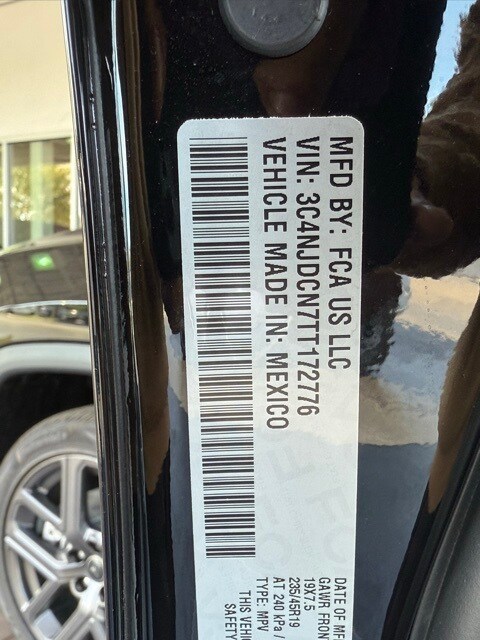 MFD BY: FCA US LLC
VIN: 3C4NJDCN7TT172776
VEHICLE MADE IN: MEXICO
DATE OF M
GAWR FRON
19X7.5
235/45R19
AT 240 kPa /
TYPE: MPV
THIS VEHI
SAFETY